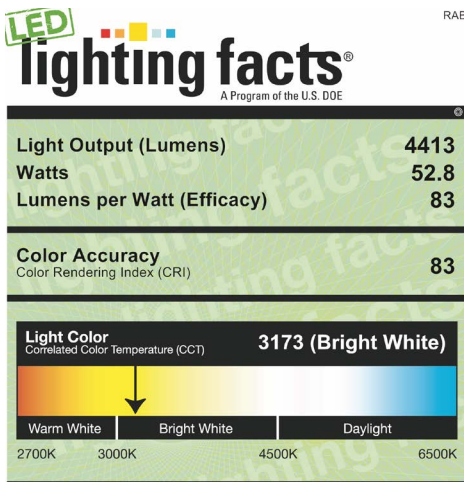 RAB
LED
lighting facts®
A Program of the U.S. DOE
Light Output (Lumens) 4413
Watts 52.8
Lumens per Watt (Efficacy) 83
Color Accuracy
Color Rendering Index (CRI) 83
Light Color
Correlated Color Temperature (CCT) 3173 (Bright White)
Warm White Bright White Daylight
2700K 3000K 4500K 6500K